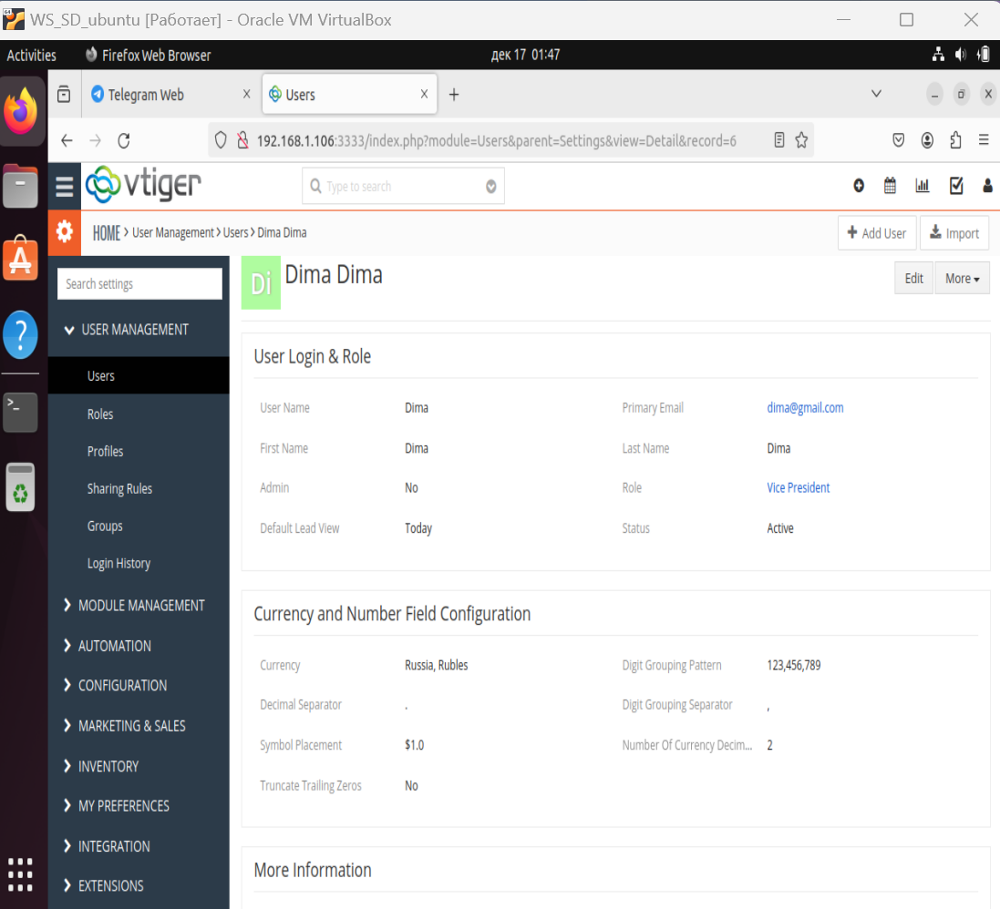 WS_SD_ubuntu [Работает] - Oracle VM VirtualBox
Activities
Firefox Web Browser
дек 17 01:47
Telegram Web
Users
192.168.1.106:3333/index.php?module=Users&parent=Settings&view=Detail&record=6
vtiger
Type to search
HOME > User Management > Users > Dima Dima
+ Add User
Import
Search settings
Di
Dima Dima
Edit
More
USER MANAGEMENT
Users
Roles
Profiles
Sharing Rules
Groups
Login History
MODULE MANAGEMENT
AUTOMATION
CONFIGURATION
MARKETING & SALES
INVENTORY
MY PREFERENCES
INTEGRATION
EXTENSIONS
User Login & Role
User Name Dima Primary Email dima@gmail.com
First Name Dima Last Name Dima
Admin No Role Vice President
Default Lead View Today Status Active
Currency and Number Field Configuration
Currency Russia, Rubles Digit Grouping Pattern 123,456,789
Decimal Separator . Digit Grouping Separator ,
Symbol Placement $1.0 Number Of Currency Decim... 2
Truncate Trailing Zeros No
More Information